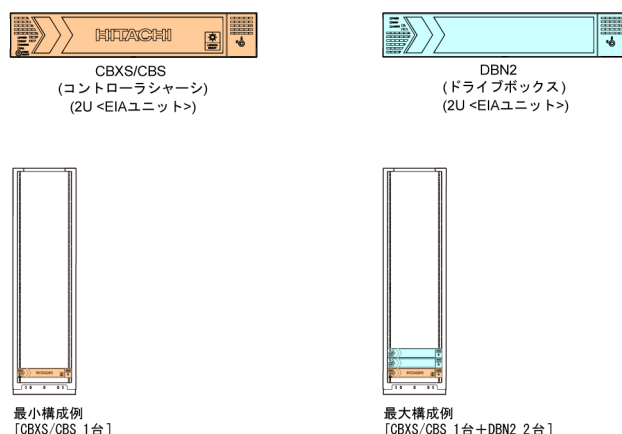 HITACHI
CBXS/CBS
(コントローラシャーシ)
(2U <EIAユニット>)
DBN2
(ドライブボックス)
(2U <EIAユニット>)
HITACHI
最小構成例
[CBXS/CBS 1台]
HITACHI
最大構成例
[CBXS/CBS 1台＋DBN2 2台]